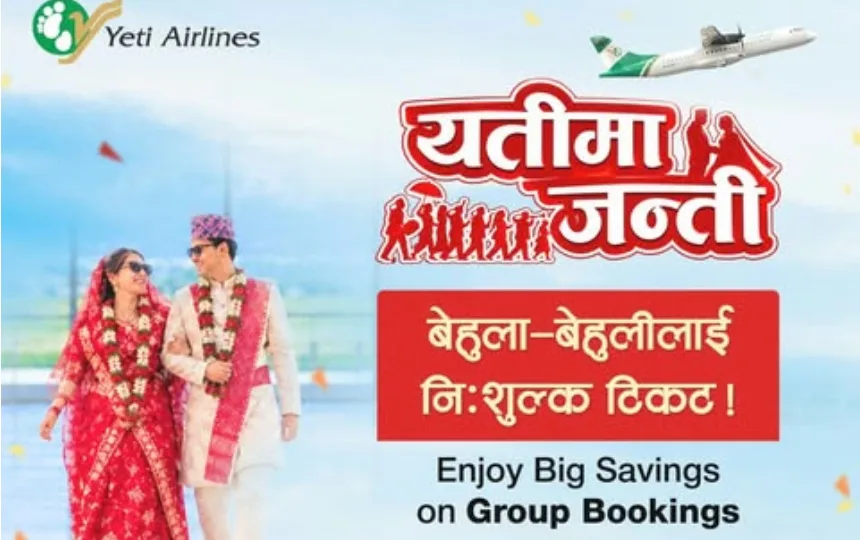 Yeti Airlines
यतीमा
जन्ती
बेहुला-बेहुलीलाई
निःशुल्क टिकट!
Enjoy Big Savings
on Group Bookings